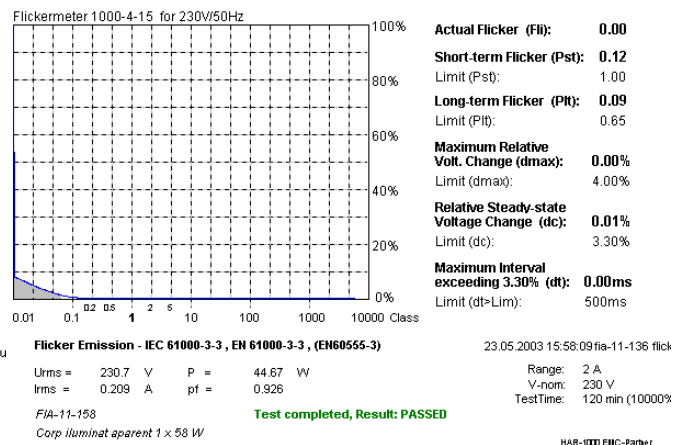 Flickermeter 1000-4-15 for 230V/50Hz
100%
80%
60%
40%
20%
0%
0.01 0.1 0.2 0.5 1 2 5 10 100 1000 10000 Class
Actual Flicker (Fli): 0.00
Short-term Flicker (Pst): 0.12
Limit (Pst): 1.00
Long-term Flicker (Plt): 0.09
Limit (Plt): 0.65
Maximum Relative
Volt. Change (dmax): 0.00%
Limit (dmax): 4.00%
Relative Steady-state
Voltage Change (dc): 0.01%
Limit (dc): 3.30%
Maximum Interval
exceeding 3.30% (dt): 0.00ms
Limit (dt>Lim): 500ms
u
Flicker Emission - IEC 61000-3-3 , EN 61000-3-3 , (EN60555-3)
23.05.2003 15:58:09 fia-11-136 flick
Urms = 230.7 V P = 44.67 W
Irms = 0.209 A pf = 0.926
Range: 2 A
V-nom: 230 V
TestTime: 120 min (10000%
FIA-11-158
Test completed, Result: PASSED
Corp iluminat aparent 1 x 58 W
HAR-1000 EMC-Partner